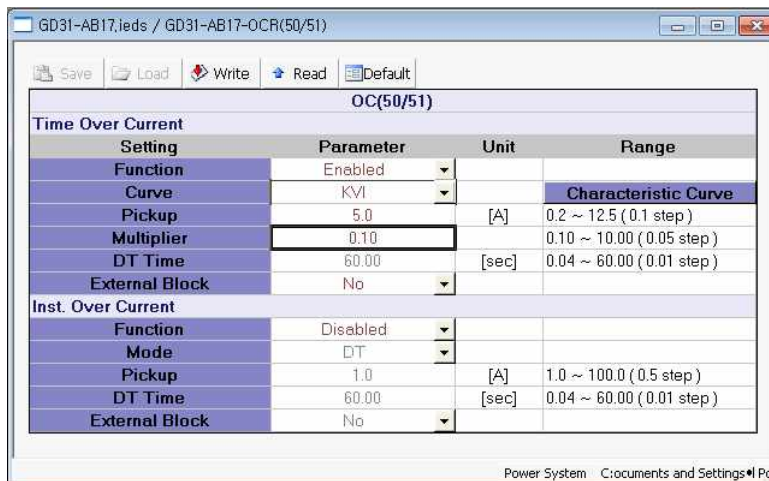 GD31-AB17.ieds / GD31-AB17-OCR(50/51)
Save Load Write Read Default
OC(50/51)
Time Over Current
Setting Parameter Unit Range
Function Enabled
Curve KVI Characteristic Curve
Pickup 5.0 [A] 0.2 ~ 12.5 ( 0.1 step )
Multiplier 0.10 0.10 ~ 10.00 ( 0.05 step )
DT Time 60.00 [sec] 0.04 ~ 60.00 ( 0.01 step )
External Block No
Inst. Over Current
Function Disabled
Mode DT
Pickup 1.0 [A] 1.0 ~ 100.0 ( 0.5 step )
DT Time 60.00 [sec] 0.04 ~ 60.00 ( 0.01 step )
External Block No
Power System C:ocuments and Settings